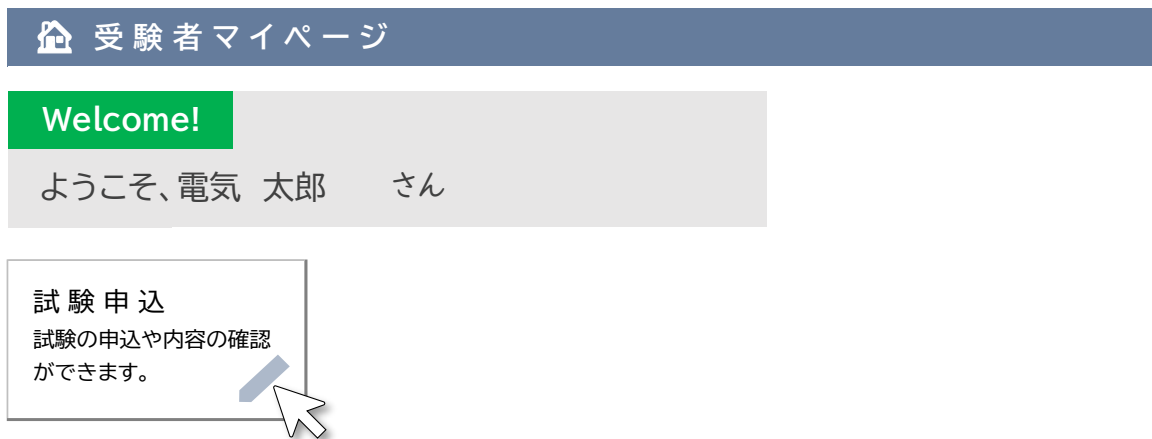 受験者マイページ
Welcome!
ようこそ、電気 太郎 さん
試験申込
試験の申込や内容の確認
ができます。